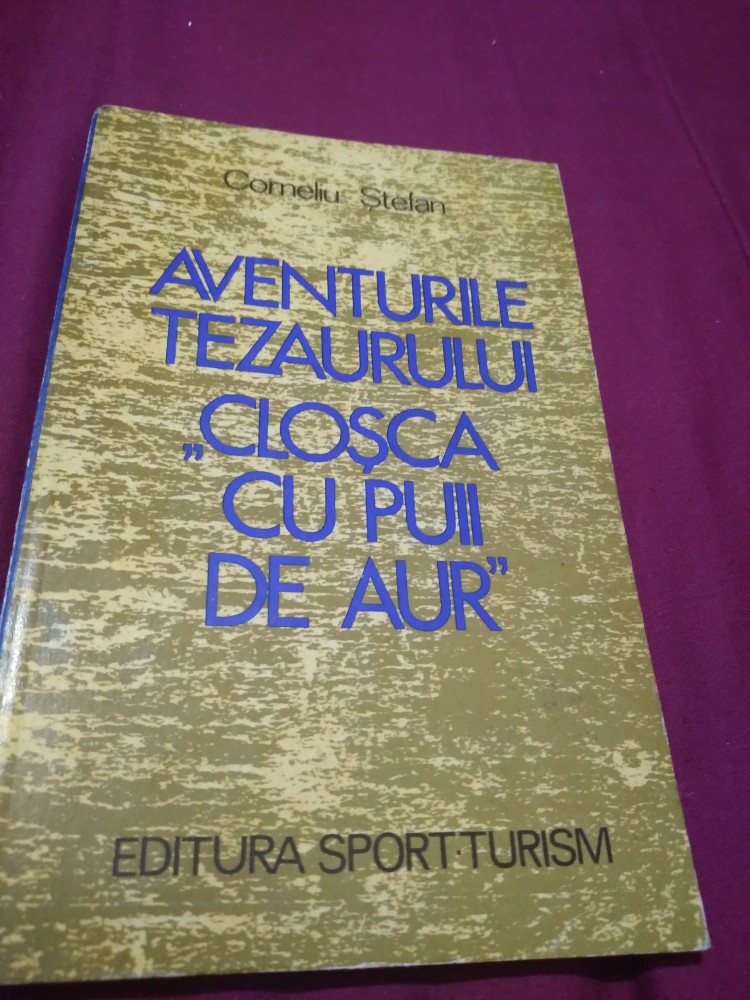 Corneliu Ștefan
AVENTURILE
TEZAURULUI
„CLOȘCA
CU PUII
DE AUR”
EDITURA SPORT-TURISM